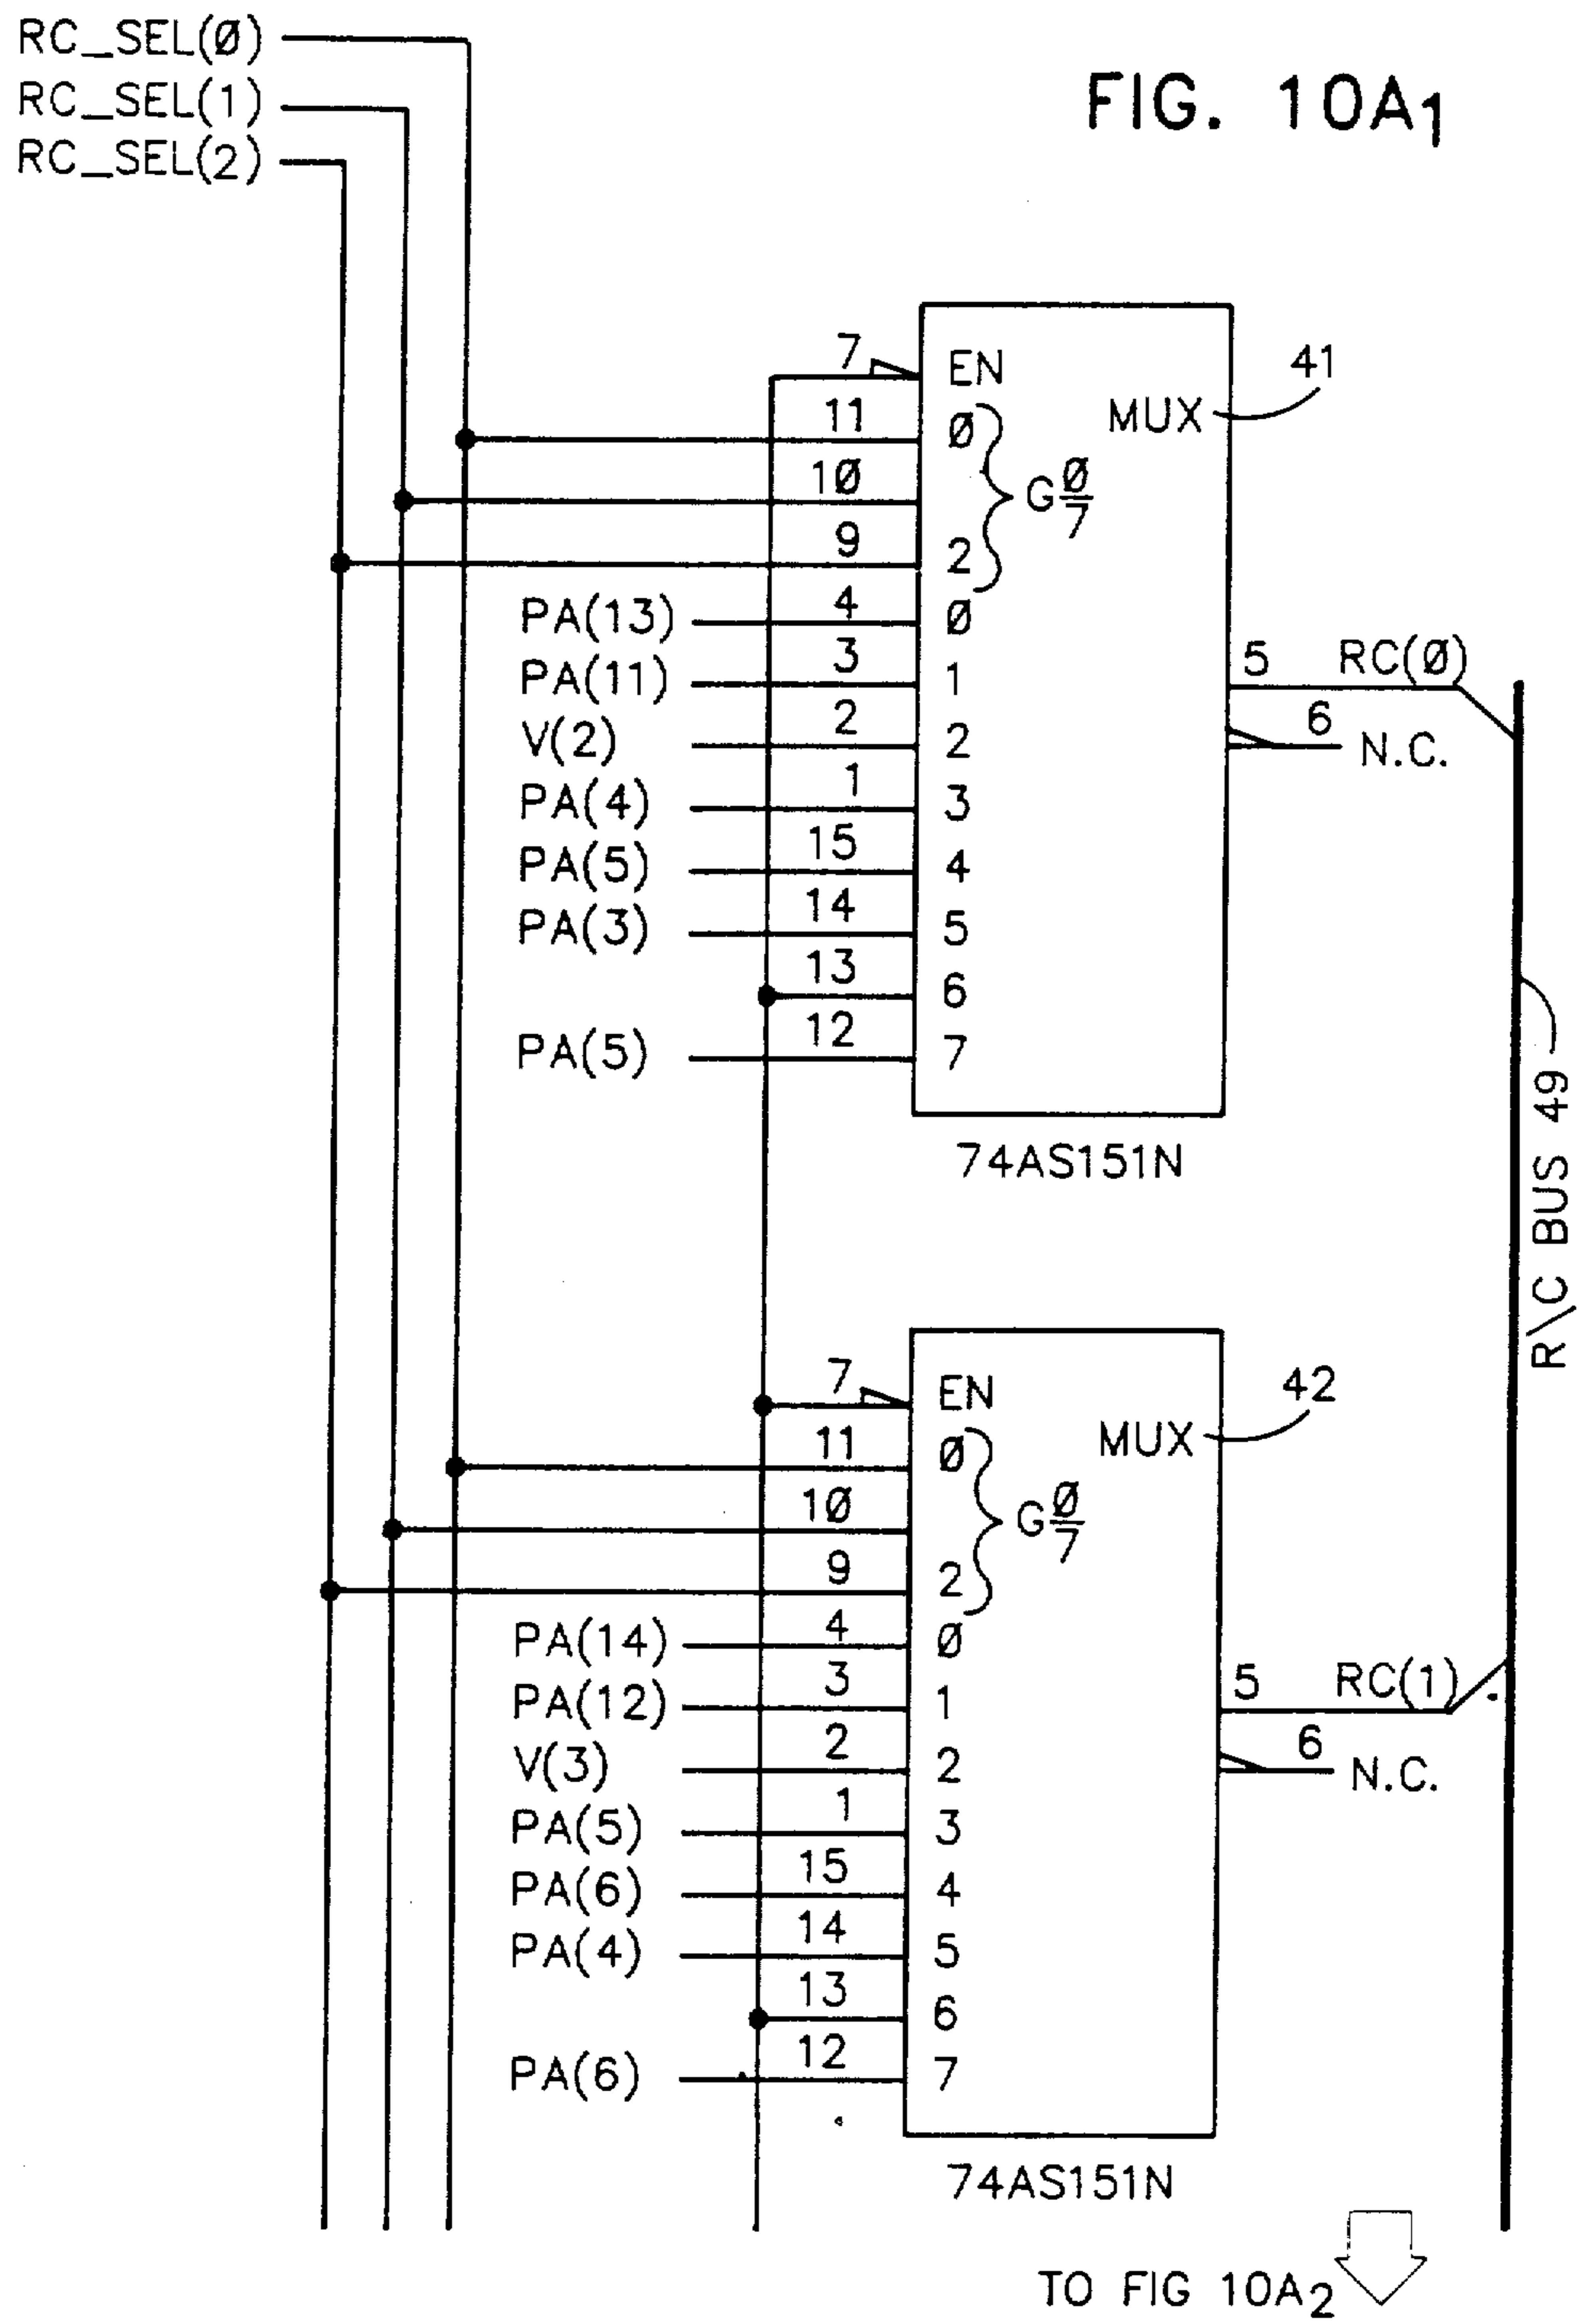 RC_SEL(Ø)
RC_SEL(1)
RC_SEL(2)
FIG. 10A1
7 EN
MUX 41
11 Ø
10̸ G Ø/7
9 2
PA(13) 4 Ø
PA(11) 3 1
V(2) 2 2
PA(4) 1 3
PA(5) 15 4
PA(3) 14 5
13 6
PA(5) 12 7
5 RC(Ø)
6 N.C.
74AS151N
R\C BUS 49
7 EN
MUX 42
11 Ø
1Ø G Ø/7
9 2
PA(14) 4 Ø
PA(12) 3 1
V(3) 2 2
PA(5) 1 3
PA(6) 15 4
PA(4) 14 5
13 6
PA(6) 12 7
5 RC(1)
6 N.C.
74AS151N
TO FIG 10A2